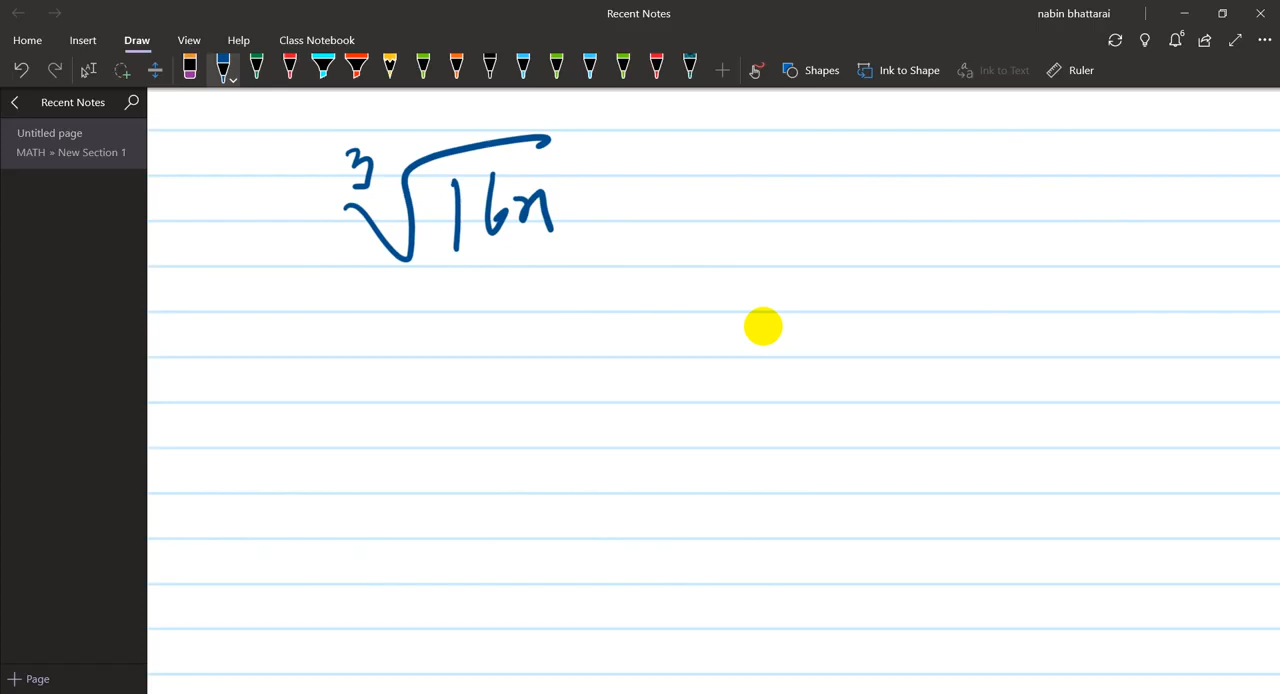 Recent Notes
nabin bhattarai
Home Insert Draw View Help Class Notebook
6
Shapes Ink to Shape Ink to Text Ruler
Recent Notes
Untitled page
MATH » New Section 1
∛16x
Page